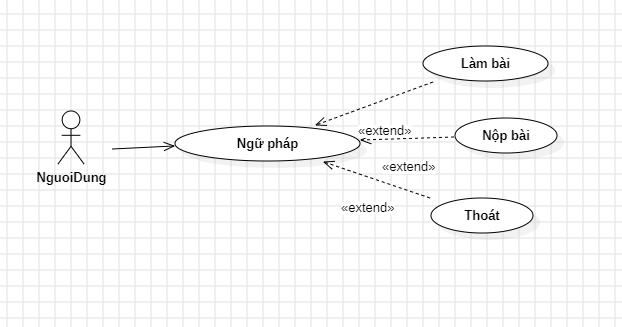 Làm bài
«extend»
Nộp bài
Ngữ pháp
«extend»
NguoiDung
«extend»
Thoát